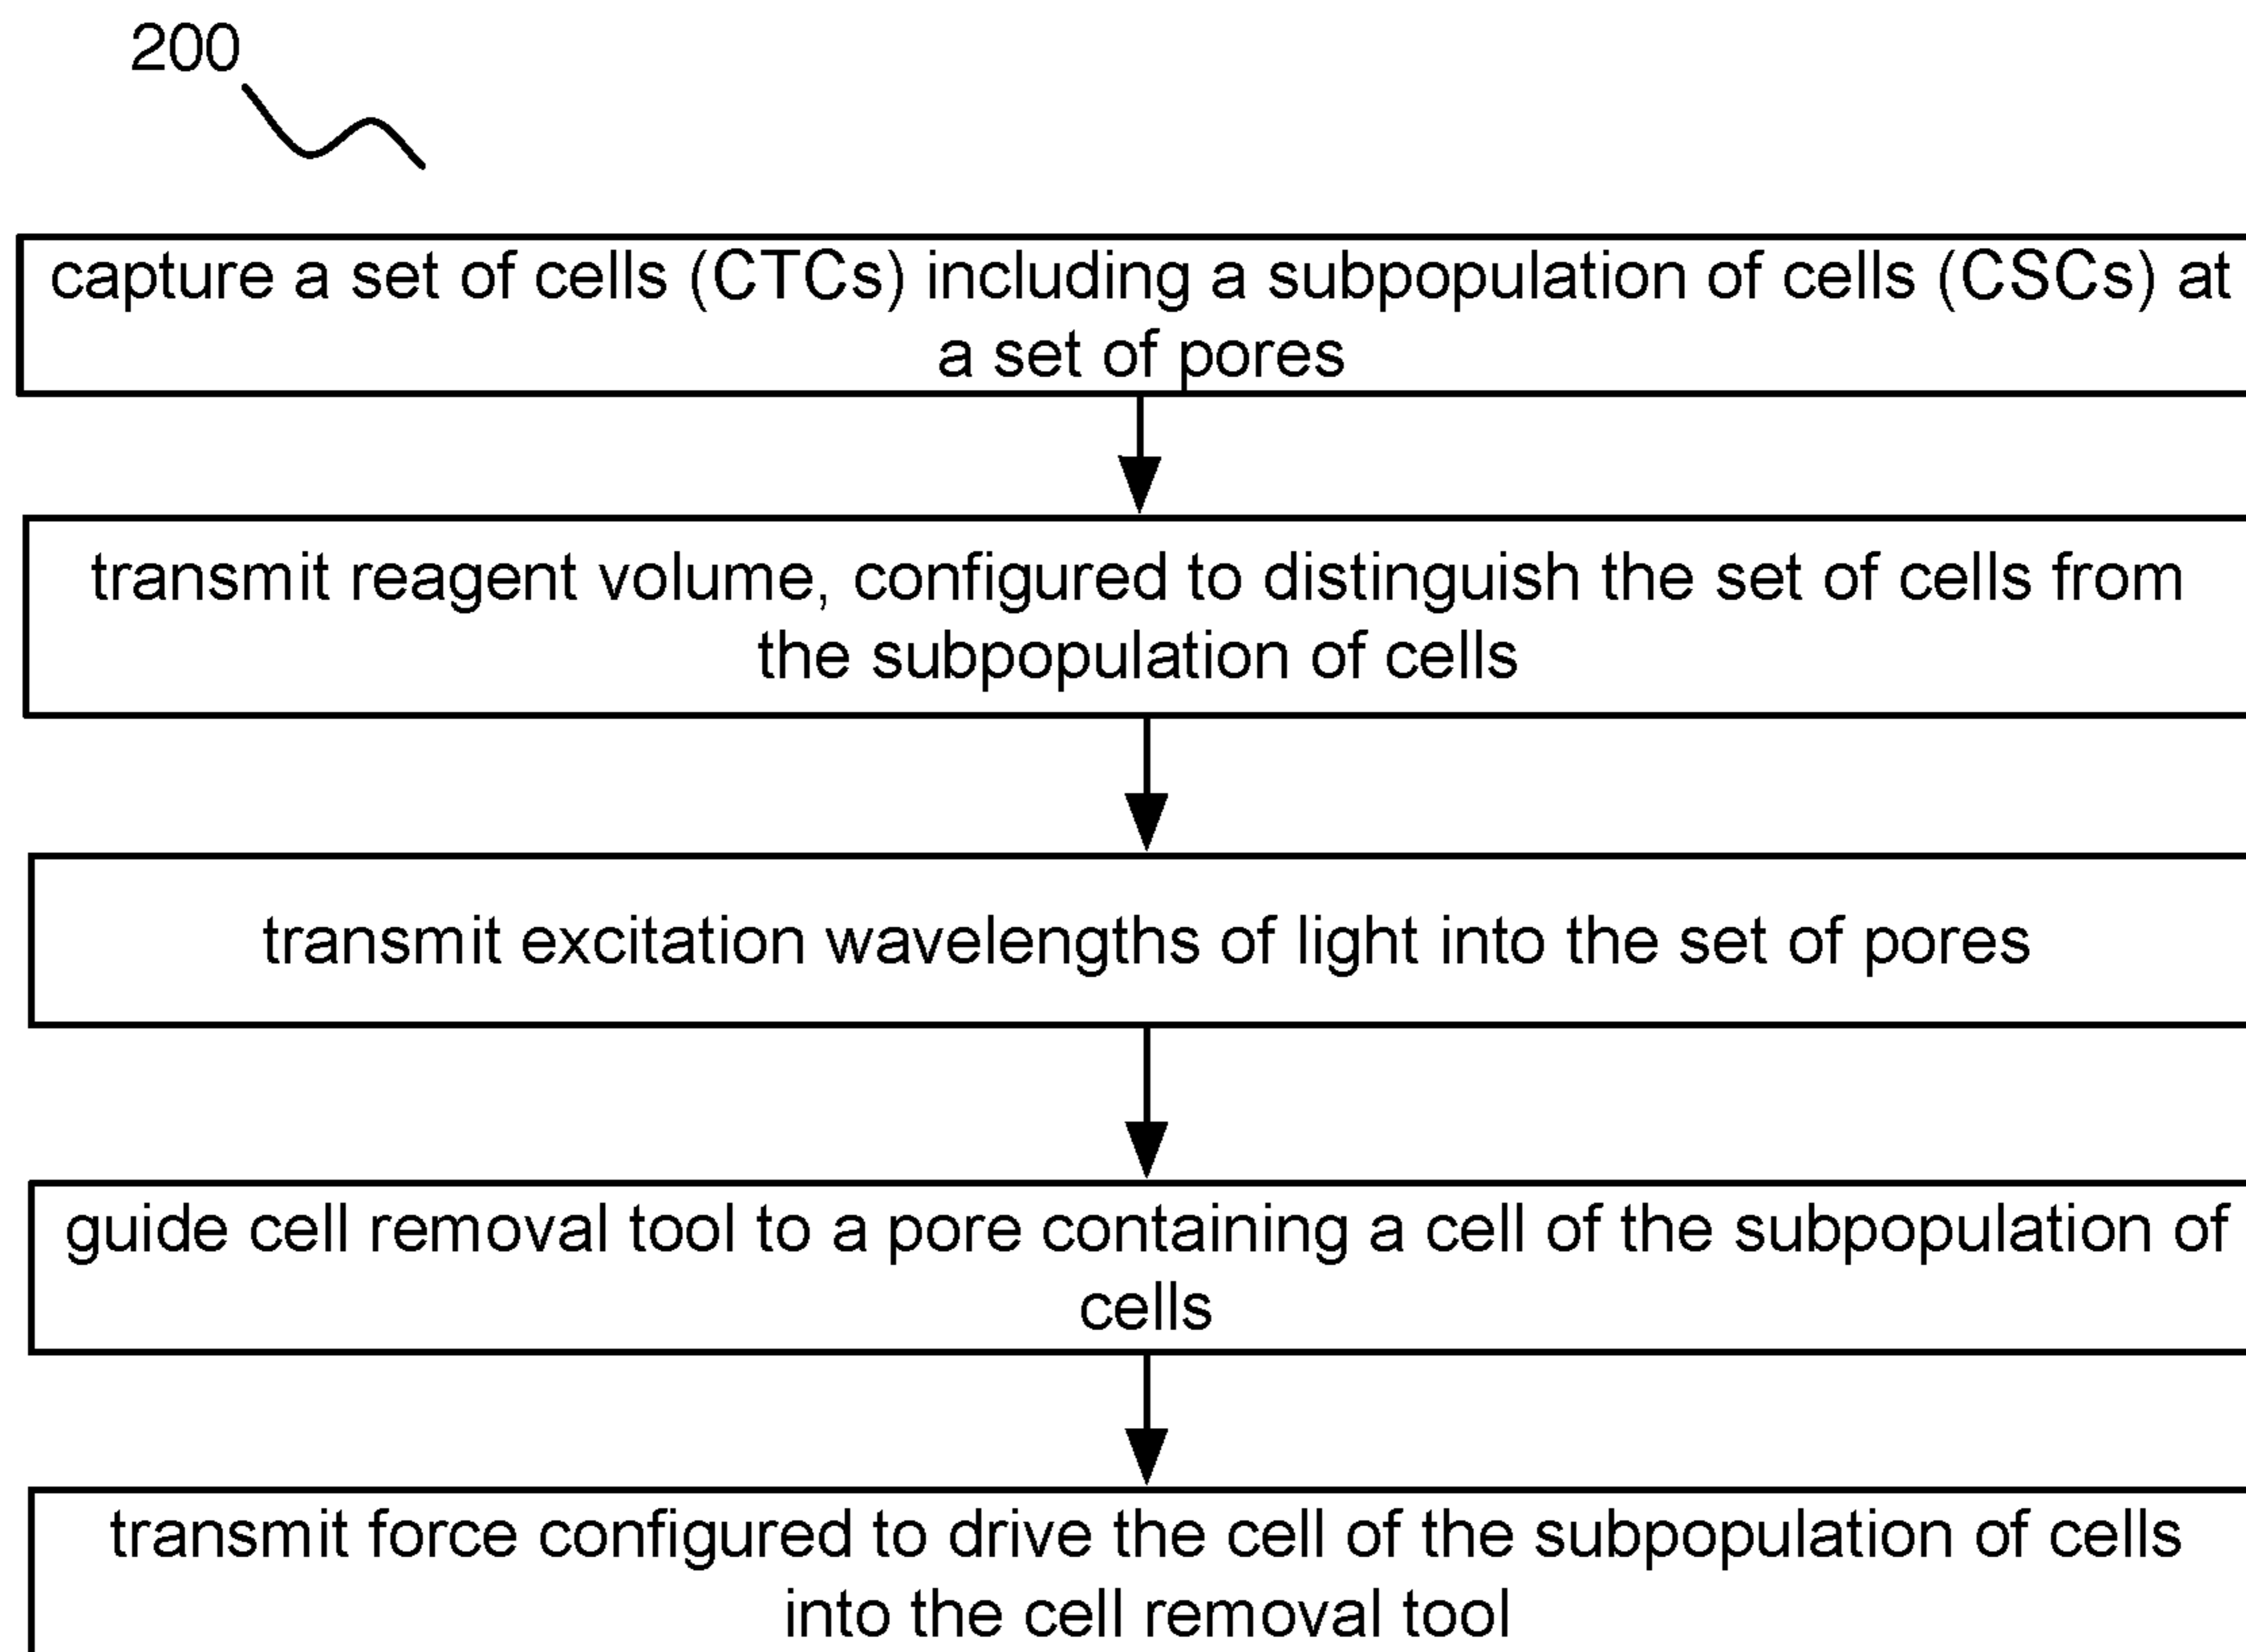 200
capture a set of cells (CTCs) including a subpopulation of cells (CSCs) at
a set of pores
transmit reagent volume, configured to distinguish the set of cells from
the subpopulation of cells
transmit excitation wavelengths of light into the set of pores
guide cell removal tool to a pore containing a cell of the subpopulation of
cells
transmit force configured to drive the cell of the subpopulation of cells
into the cell removal tool